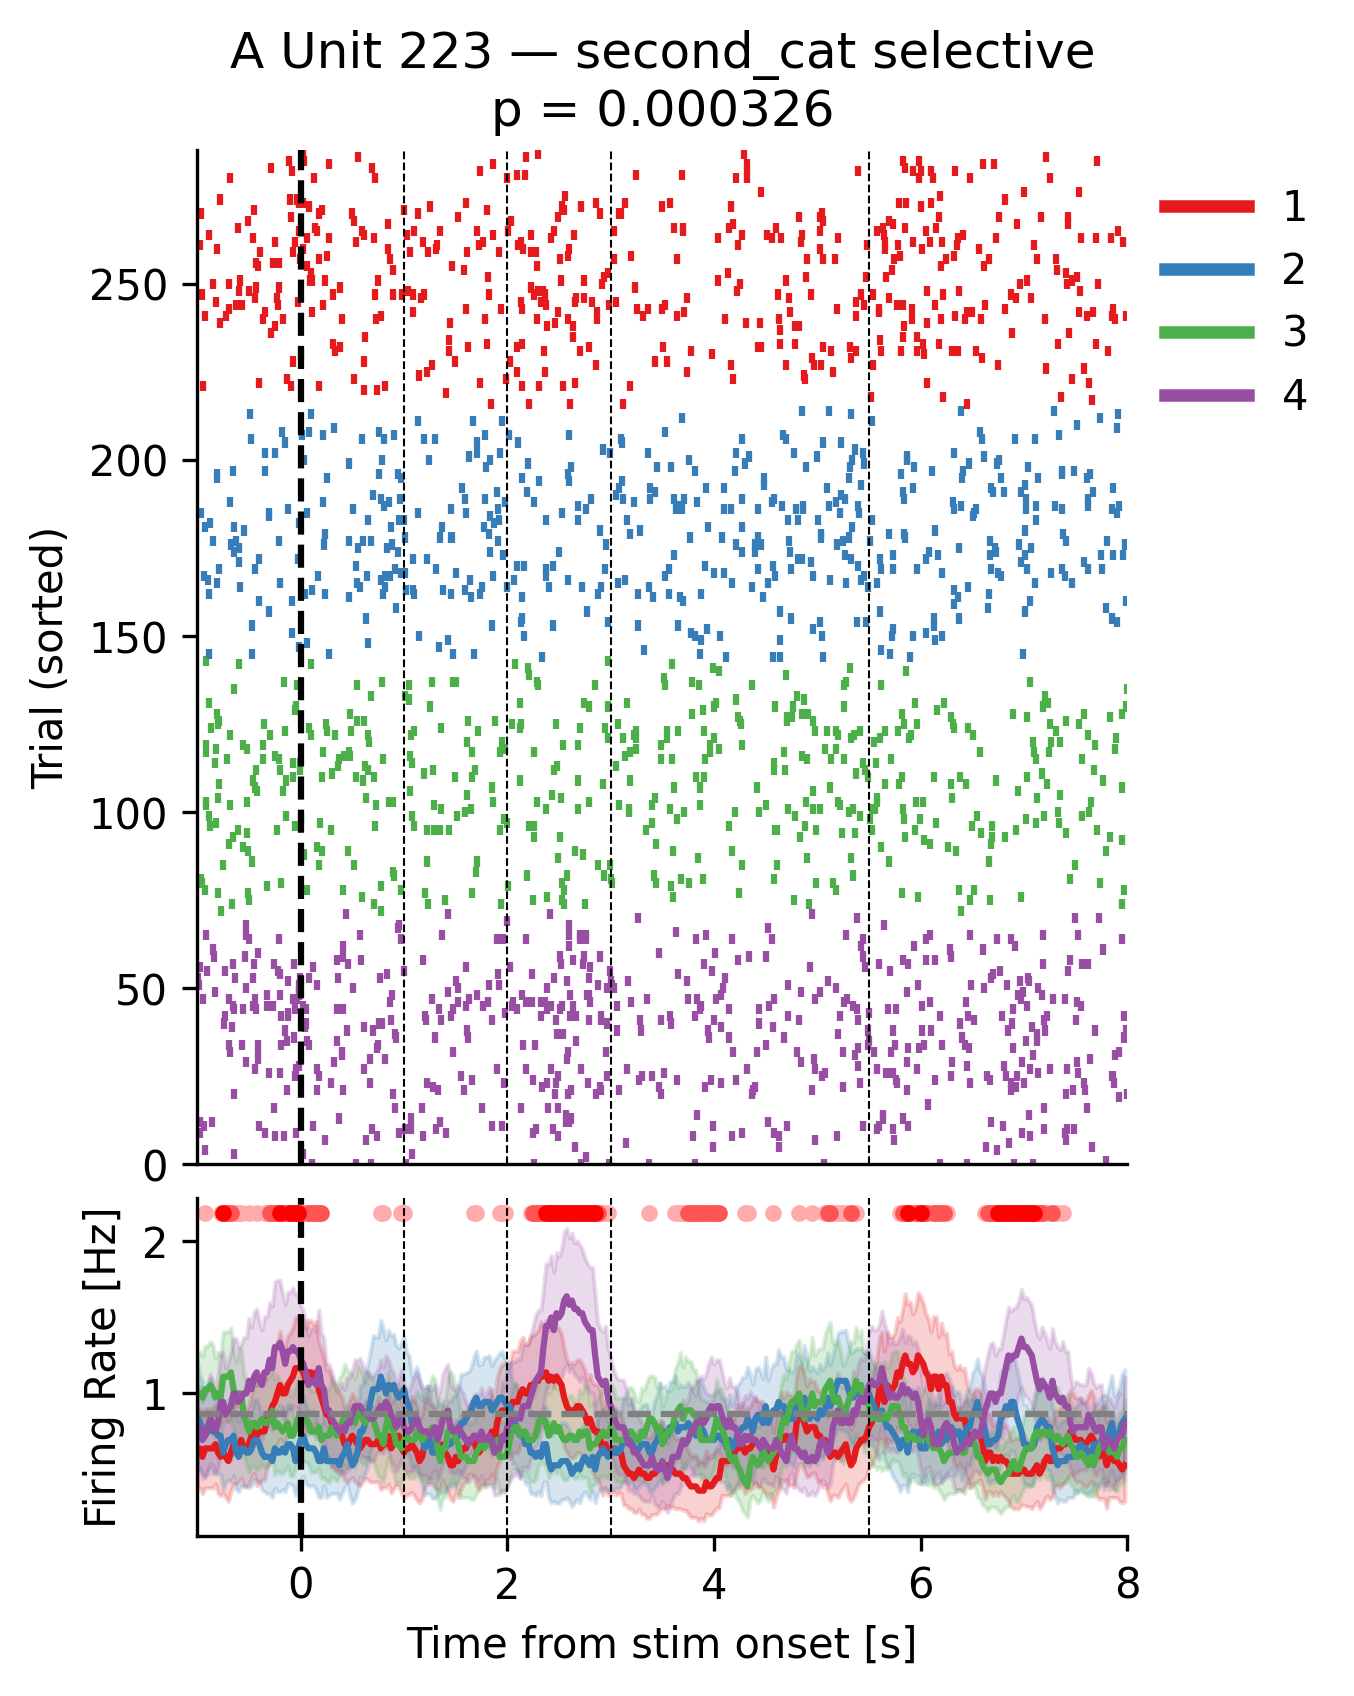 A Unit 223 — second_cat selective
p = 0.000326
1
2
3
4
250
200
150
100
50
0
Trial (sorted)
2
1
Firing Rate [Hz]
0 2 4 6 8
Time from stim onset [s]